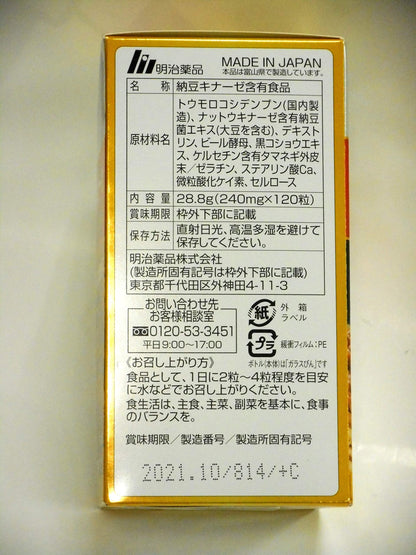 明治薬品
MADE IN JAPAN
本品は富山県で製造しています。
名 称 納豆キナーゼ含有食品
原材料名
トウモロコシデンプン(国内製
造)、ナットウキナーゼ含有納豆
菌エキス(大豆を含む)、デキスト
リン、ビール酵母、黒コショウエキ
ス、ケルセチン含有タマネギ外皮
末／ゼラチン、ステアリン酸Ca、
微粒酸化ケイ素、セルロース
内容量 28.8g(240mg×120粒)
賞味期限 枠外下部に記載
保存方法 直射日光、高温多湿を避けて
保存してください。
明治薬品株式会社
(製造所固有記号は枠外下部に記載)
東京都千代田区外神田4-11-3
お問い合わせ先
お客様相談室
0120-53-3451
平日9:00～17:00
紙
外 箱
ラベル
プラ
緩衝フィルム:PE
ボトル(本体)は「ガラスびん」です
《お召し上がり方》
食品として、1日に2粒～4粒程度を目安
に水などでお召し上がりください。
食生活は、主食、主菜、副菜を基本に、食事
のバランスを。
賞味期限／製造番号／製造所固有記号
2021.10/814/+C